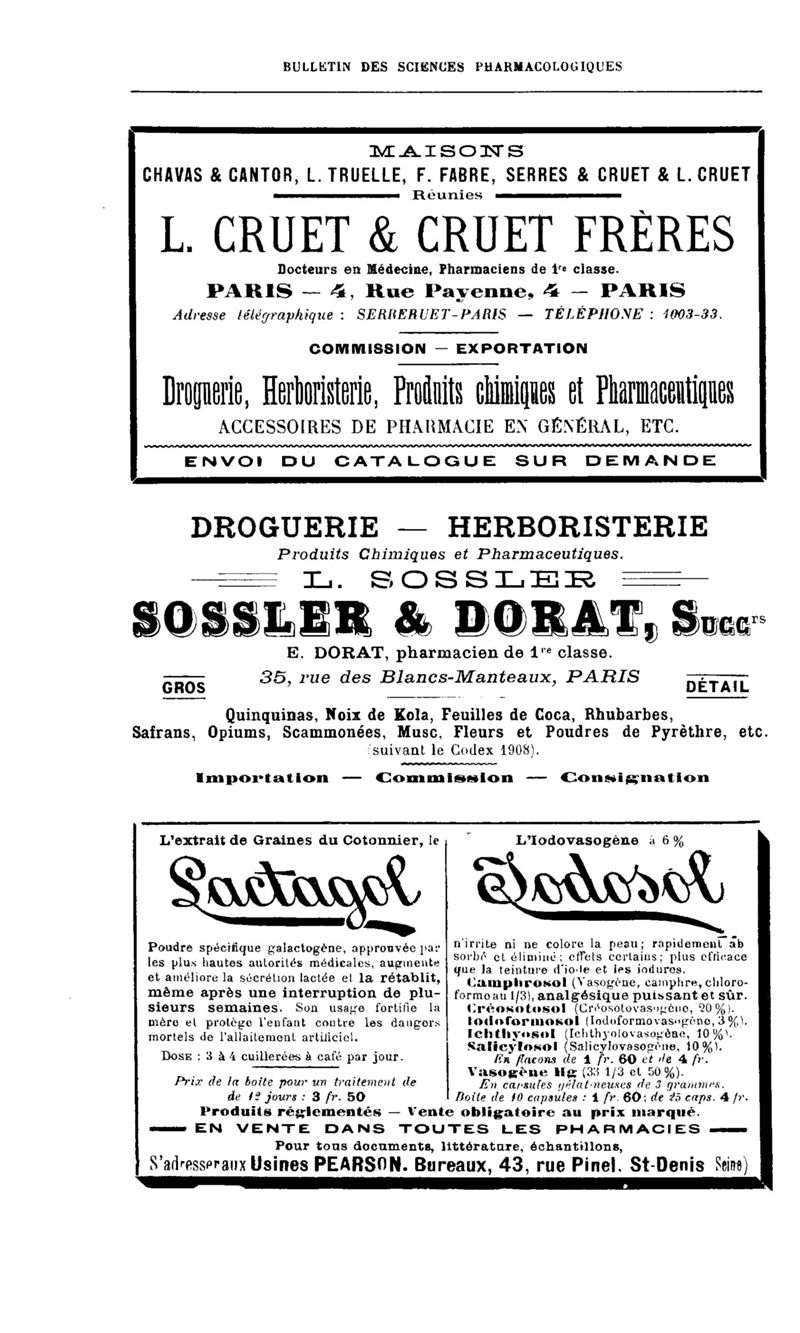 BULLETIN DES SCIENCES PHARMACOLOGIQUES
MAISONS
CHAVAS & CANTOR, L. TRUELLE, F. FABRE, SERRES & CRUET & L. CRUET
Réunies
L. CRUET & CRUET FRÈRES
Docteurs en Médecine, Pharmaciens de 1re classe.
PARIS — 4, Rue Payenne, 4 — PARIS
Adresse télégraphique : SERRERUET-PARIS — TÉLÉPHONE : 1003-33.
COMMISSION — EXPORTATION
Droguerie, Herboristerie, Produits chimiques et Pharmaceutiques
ACCESSOIRES DE PHARMACIE EN GÉNÉRAL, ETC.
ENVOI DU CATALOGUE SUR DEMANDE
DROGUERIE — HERBORISTERIE
Produits Chimiques et Pharmaceutiques.
L. SOSSLER
SOSSLER & DORAT, Succrs
E. DORAT, pharmacien de 1re classe.
35, rue des Blancs-Manteaux, PARIS
GROS
DÉTAIL
Quinquinas, Noix de Kola, Feuilles de Coca, Rhubarbes,
Safrans, Opiums, Scammonées, Musc, Fleurs et Poudres de Pyrèthre, etc.
(suivant le Codex 1908).
Importation — Commission — Consignation
L'extrait de Graines du Cotonnier, le
Lactagol
Poudre spécifique galactogène, approuvée par
les plus hautes autorités médicales, augmente
et améliore la sécrétion lactée et la rétablit,
même après une interruption de plu-
sieurs semaines. Son usage fortifie la
mère et protège l'enfant contre les dangers
mortels de l'allaitement artificiel.
DOSE : 3 à 4 cuillerées à café par jour.
Prix de la boîte pour un traitement de
de 12 jours : 3 fr. 50
L'Iodovasogène à 6 %
Iodosol
n'irrite ni ne colore la peau; rapidement ab
sorbé et éliminé; effets certains; plus efficace
que la teinture d'iode et les iodures.
Camphrosol (Vasogène, camphre, chloro-
forme au 1/3), analgésique puissant et sûr.
Créosotosol (Créosotovasogène, 20 %).
Iodoformosol (Iodoformovasogène, 3 %).
Ichthyosol (Ichthyolovasogène, 10 %).
Salicylosol (Salicylovasogène, 10 %).
En flacons de 1 fr. 60 et de 4 fr.
Vasogène Hg (33 1/3 et 50 %).
En capsules gélatineuses de 3 grammes.
Boîte de 10 capsules : 1 fr. 60; de 25 caps. 4 fr.
Produits réglementés — Vente obligatoire au prix marqué.
EN VENTE DANS TOUTES LES PHARMACIES
Pour tous documents, littérature, échantillons,
S'adresser aux Usines PEARSON. Bureaux, 43, rue Pinel. St-Denis Seine)